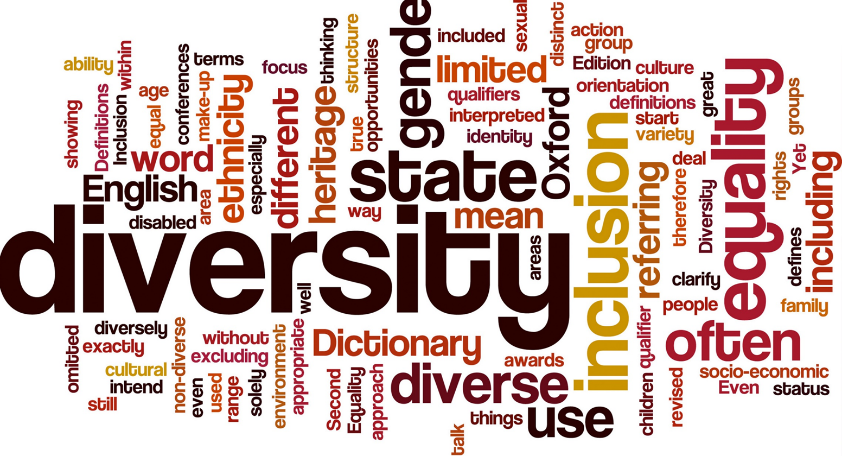 ability
within
showing
Definitions
Inclusion
age
equal
conferences
terms
make-up
word
English
disabled
area
ethnicity
especially
focus
different
thinking
heritage
structure
true
opportunities
way
gende
included
limited
qualifiers
interpreted
identity
state
mean
sexual
distinct
action
group
Edition
culture
orientation
definitions
start
variety
Oxford
areas
inclusion
referring
deal
therefore
great
Diversity
equality
groups
Yet
rights
including
defines
clarify
people
family
diversity
well
omitted
diversely
exactly
cultural
intend
still
non-diverse
even
without
excluding
used
range
solely
environment
appropriate
Dictionary
Second
Equality
approach
diverse
awards
talk
things
use
children
qualifier
often
revised
socio-economic
Even
status